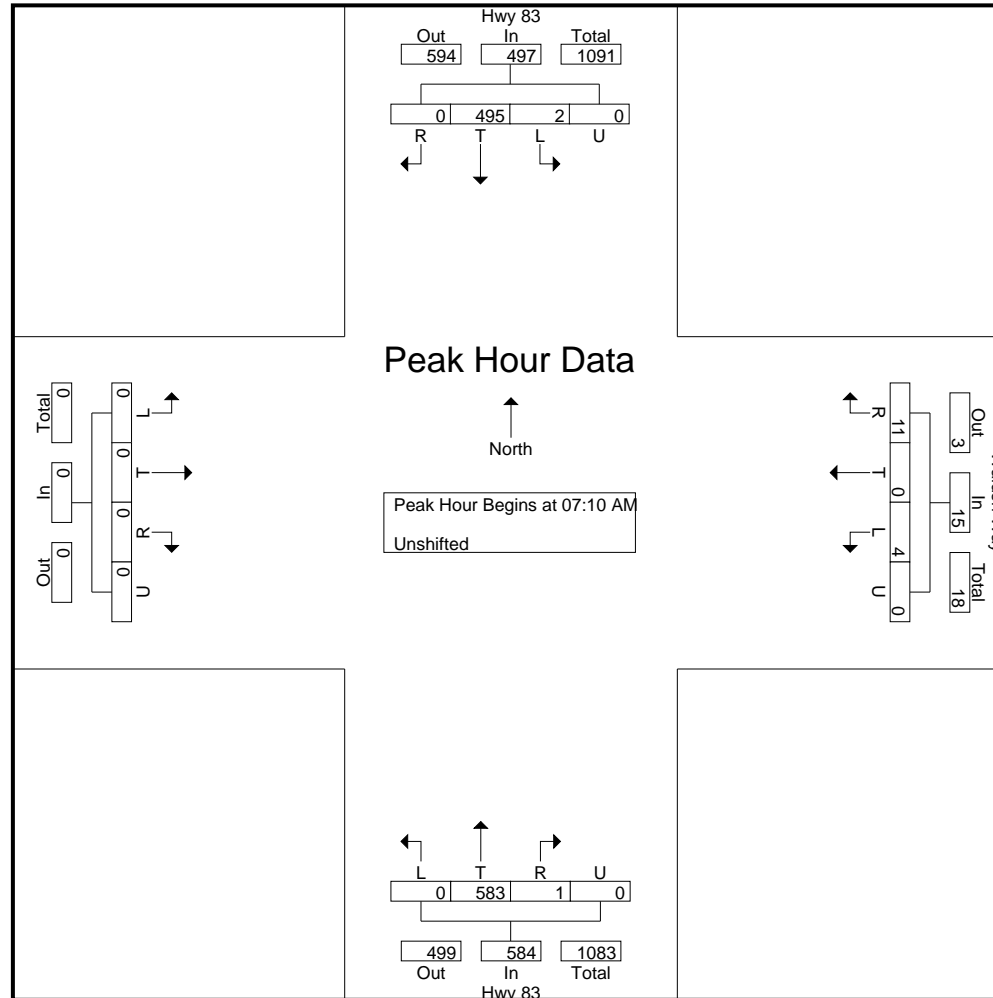 Hwy 83
Out In Total
594 497 1091
0 495 2 0
R T L U
Peak Hour Data
North
Peak Hour Begins at 07:10 AM
Unshifted
Total 0
In 0
Out 0
L 0
T 0
R 0
U 0
R 11
T 0
L 4
U 0
Out 3
In 15
Total 18
L T R U
0 583 1 0
499 584 1083
Out In Total
Hwy 83